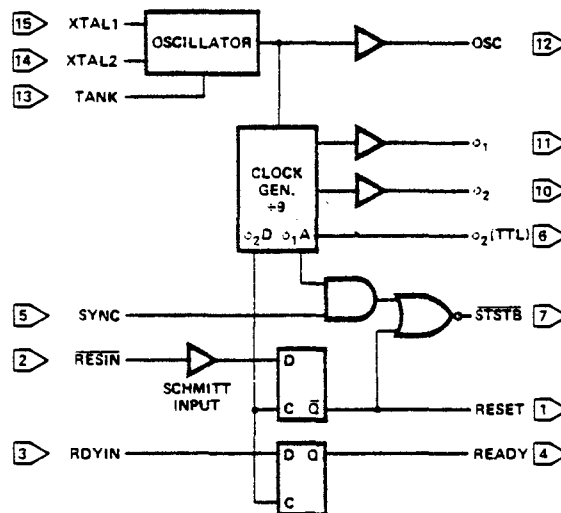 15 XTAL1
OSCILLATOR
OSC 12
14 XTAL2
13 TANK
CLOCK
GEN.
÷9
ϕ2D ϕ1A
ϕ1 11
ϕ2 10
ϕ2(TTL) 6
5 SYNC
STSTB 7
2 RESIN
SCHMITT
INPUT
D
C Q
RESET 1
3 RDYIN
D Q
C
READY 4